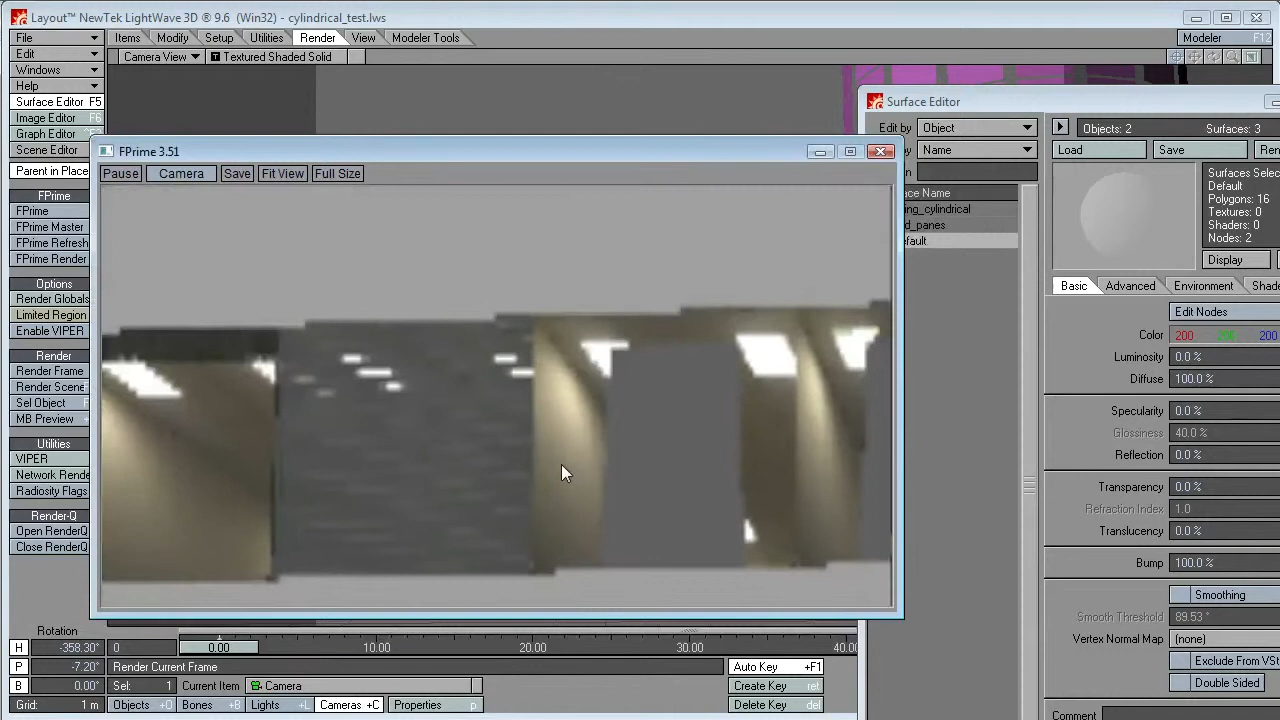 Layout™ NewTek LightWave 3D ® 9.6 (Win32) - cylindrical_test.lws
File
Items Modify Setup Utilities Render View Modeler Tools
Modeler F12
Edit
Camera View
T Textured Shaded Solid
Windows
Help
Surface Editor F5
Image Editor F6
Graph Editor
Scene Editor
Parent in Place
FPrime
FPrime
FPrime Master
FPrime Refresh
FPrime Render
Options
Render Globals
Limited Region
Enable VIPER
Render
Render Frame
Render Scene
Sel Object
MB Preview
Utilities
VIPER
Network Rende
Radiosity Flags
Render-Q
Open RenderQ
Close RenderQ
FPrime 3.51
Pause Camera Save Fit View Full Size
Surface Editor
Edit by Object
y Name
n
ace Name
ing_cylindrical
d_panes
efault
Objects: 2 Surfaces: 3
Load Save Ren
Surfaces Selec
Default
Polygons: 16
Textures: 0
Shaders: 0
Nodes: 2
Display
Basic Advanced Environment Shade
Edit Nodes
Color 200 200 200
Luminosity 0.0 %
Diffuse 100.0 %
Specularity 0.0 %
Glossiness 40.0 %
Reflection 0.0 %
Transparency 0.0 %
Refraction Index 1.0
Translucency 0.0 %
Bump 100.0 %
Smoothing
Smooth Threshold 89.53 °
Vertex Normal Map (none)
Exclude From VSt
Double Sided
Comment
Rotation
H -358.30° 0 0.00 10.00 20.00 30.00 40.00
P -7.20° Render Current Frame Auto Key +F1
B 0.00° Sel: 1 Current Item Camera Create Key ret
Grid: 1 m Objects +O Bones +B Lights +L Cameras +C Properties p Delete Key del